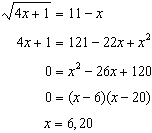 √(4x+1) = 11 − x
4x + 1 = 121 − 22x + x²
0 = x² − 26x + 120
0 = (x − 6)(x − 20)
x = 6, 20